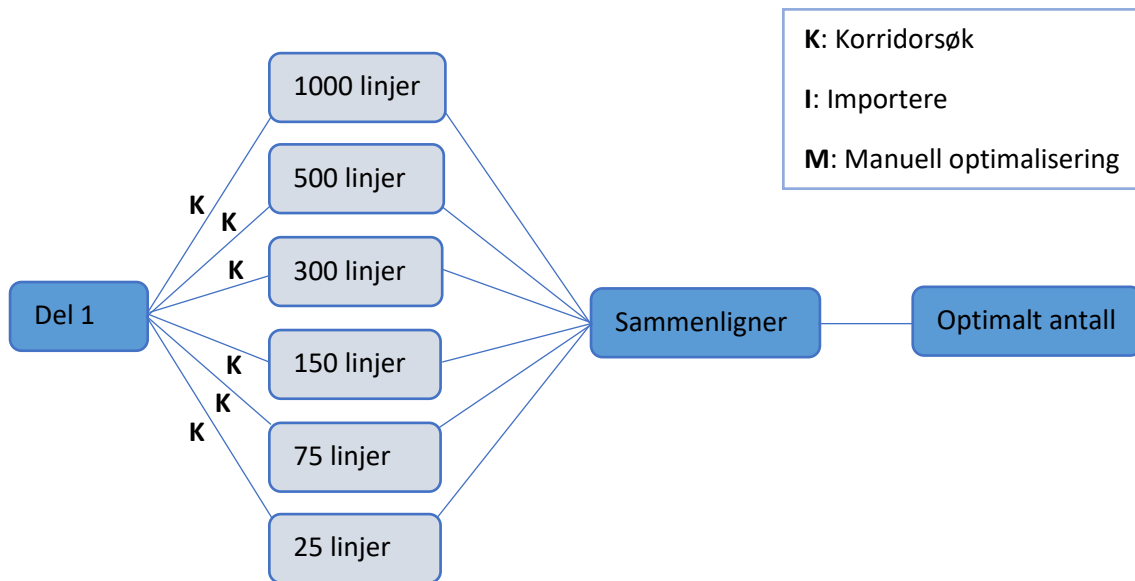 K: Korridorsøk
I: Importere
M: Manuell optimalisering
1000 linjer
500 linjer
K
K
300 linjer
K
Del 1
Sammenligner
Optimalt antall
150 linjer
K
K
K
75 linjer
25 linjer